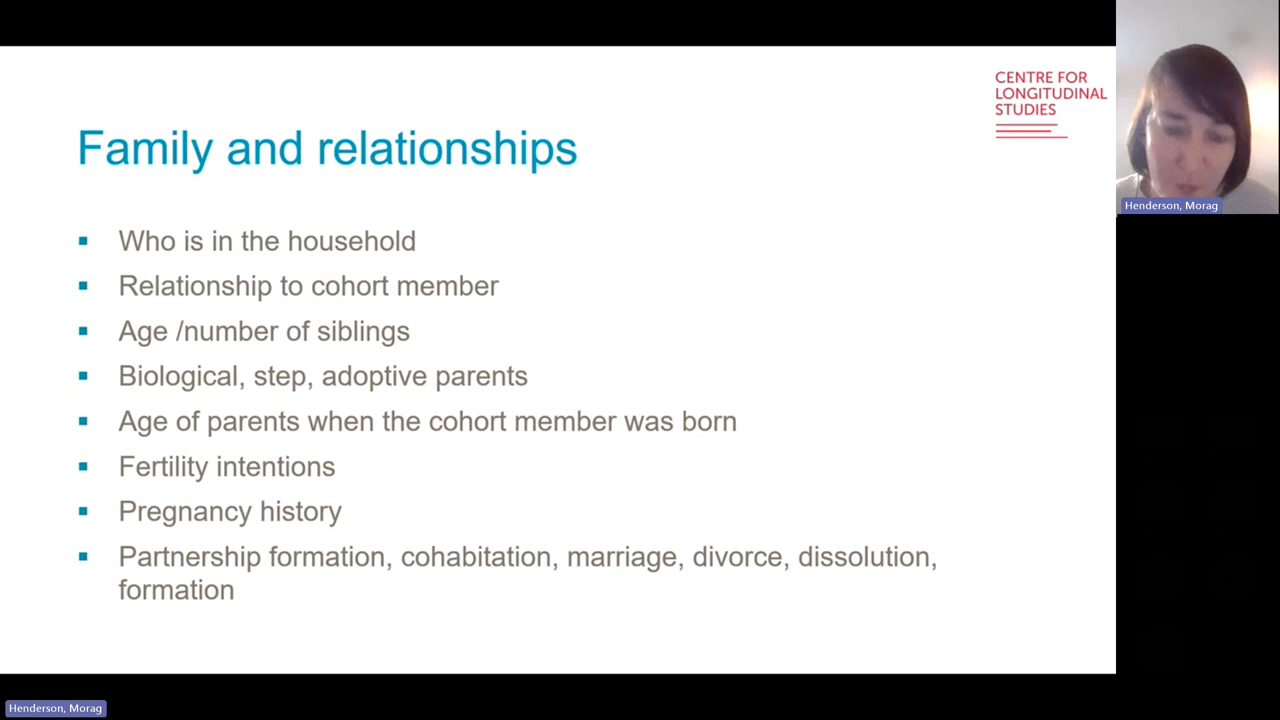 CENTRE FOR
LONGITUDINAL
STUDIES
Family and relationships
Who is in the household
Relationship to cohort member
Age /number of siblings
Biological, step, adoptive parents
Age of parents when the cohort member was born
Fertility intentions
Pregnancy history
Partnership formation, cohabitation, marriage, divorce, dissolution,
formation
Henderson, Morag
Henderson, Morag